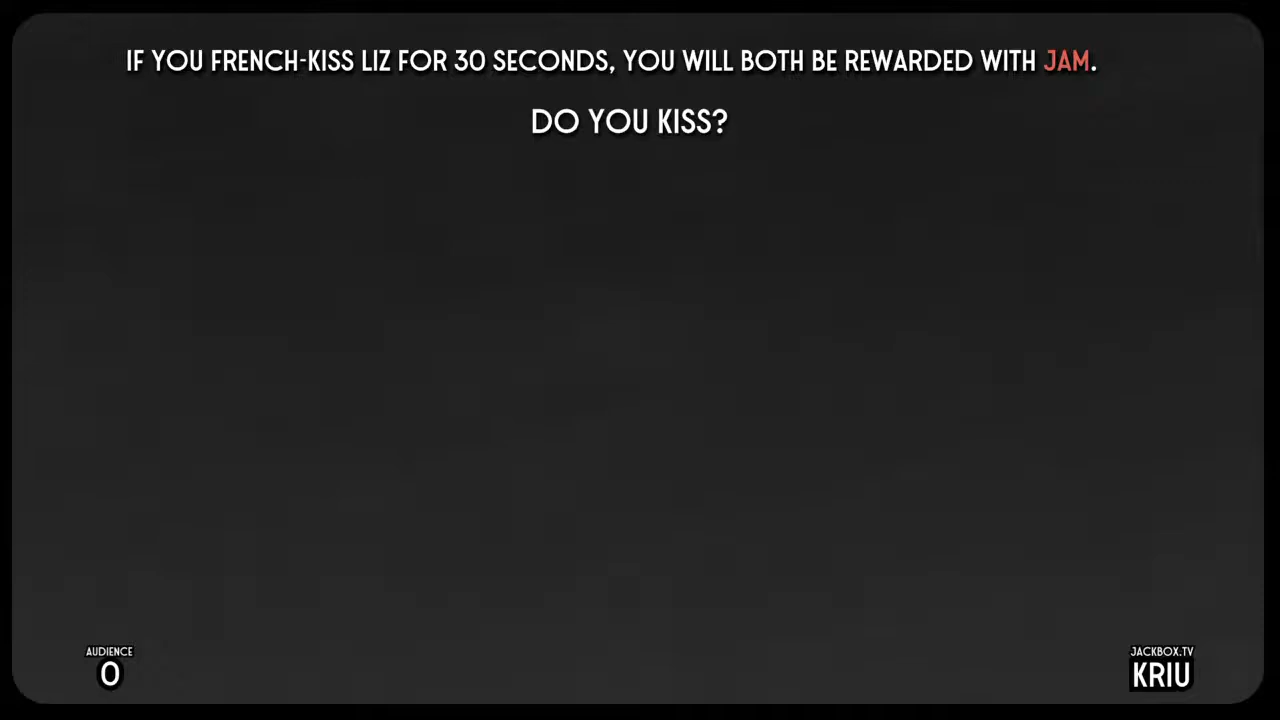 IF YOU FRENCH-KISS LIZ FOR 30 SECONDS, YOU WILL BOTH BE REWARDED WITH JAM.
DO YOU KISS?
AUDIENCE
0
JACKBOX.TV
KRIU